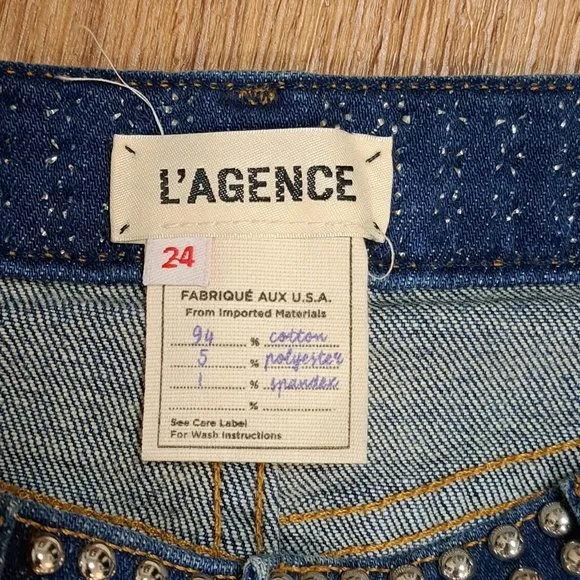 L'AGENCE
24
FABRIQUÉ AUX U.S.A.
From Imported Materials
94 % cotton
5 % polyester
1 % spandex
%
See Care Label
For Wash Instructions